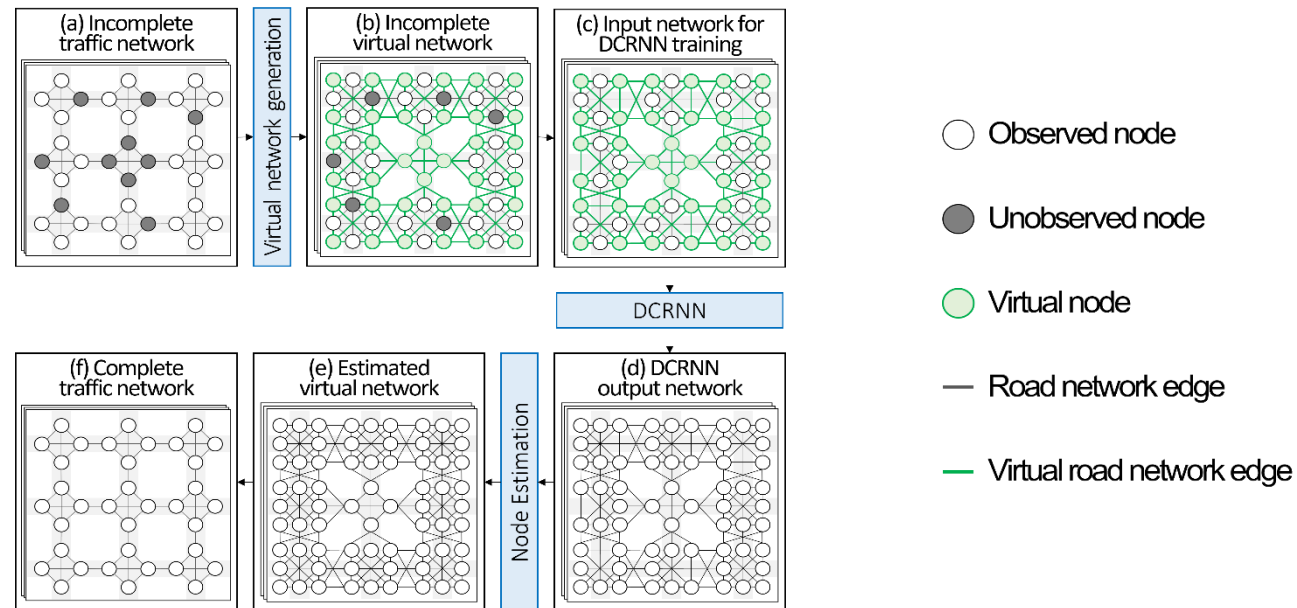 (a) Incomplete
traffic network
Virtual network generation
(b) Incomplete
virtual network
(c) Input network for
DCRNN training
DCRNN
(d) DCRNN
output network
Node Estimation
(e) Estimated
virtual network
(f) Complete
traffic network
Observed node
Unobserved node
Virtual node
Road network edge
Virtual road network edge